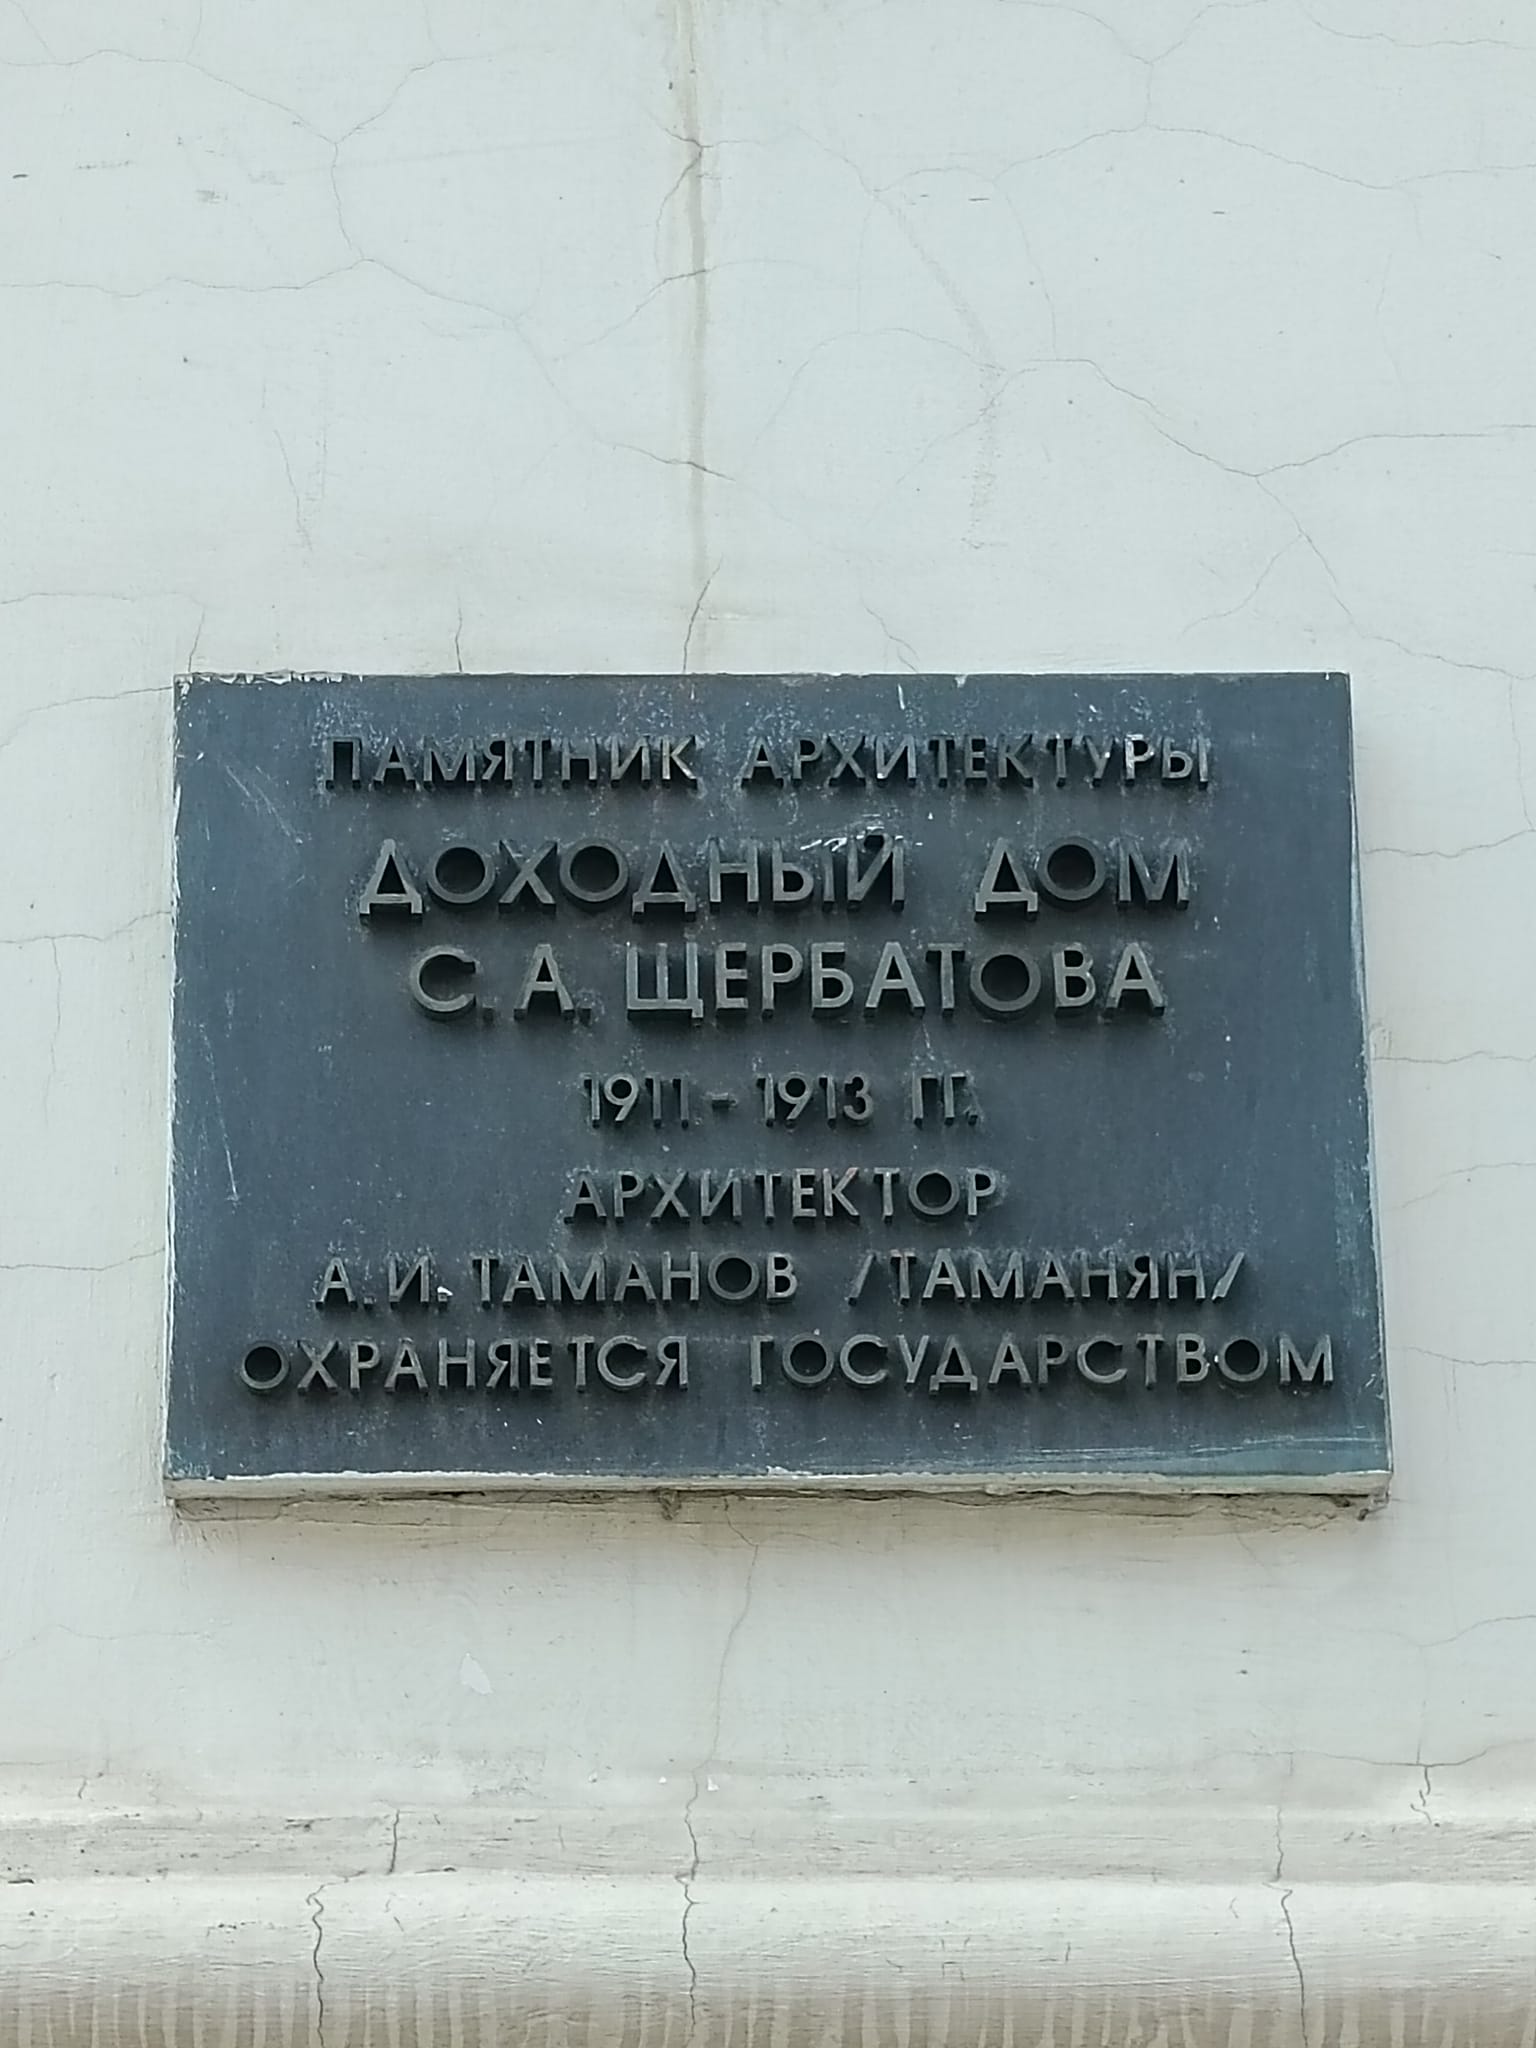 ПАМЯТНИК АРХИТЕКТУРЫ
ДОХОДНЫЙ ДОМ
С. А. ЩЕРБАТОВА
1911 - 1913 ГГ.
АРХИТЕКТОР
А. И. ТАМАНОВ /ТАМАНЯН/
ОХРАНЯЕТСЯ ГОСУДАРСТВОМ